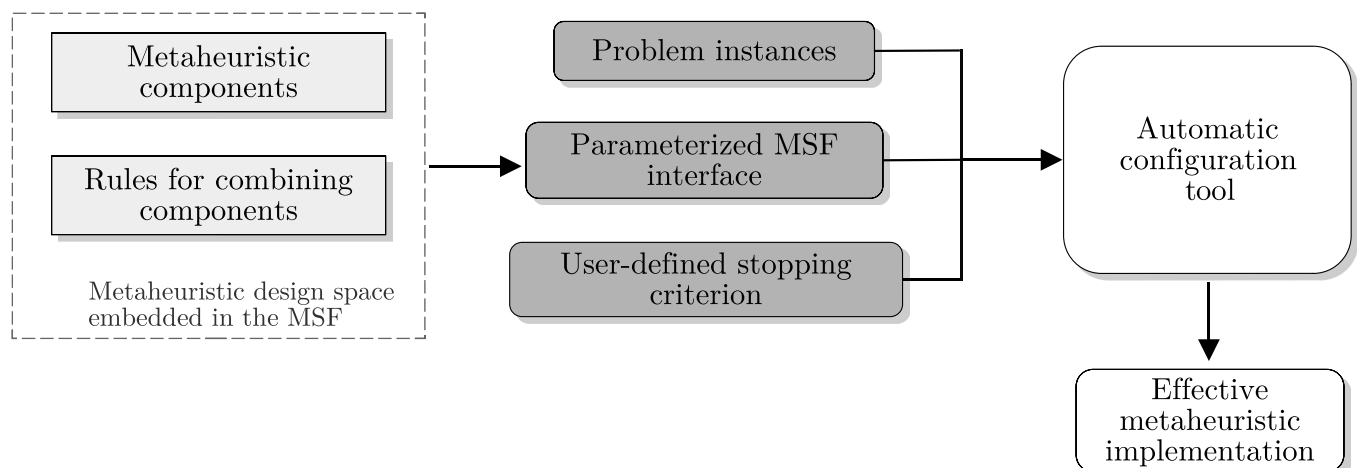 Metaheuristic
components
Rules for combining
components
Metaheuristic design space
embedded in the MSF
Problem instances
Parameterized MSF
interface
User-defined stopping
criterion
Automatic
configuration
tool
Effective
metaheuristic
implementation